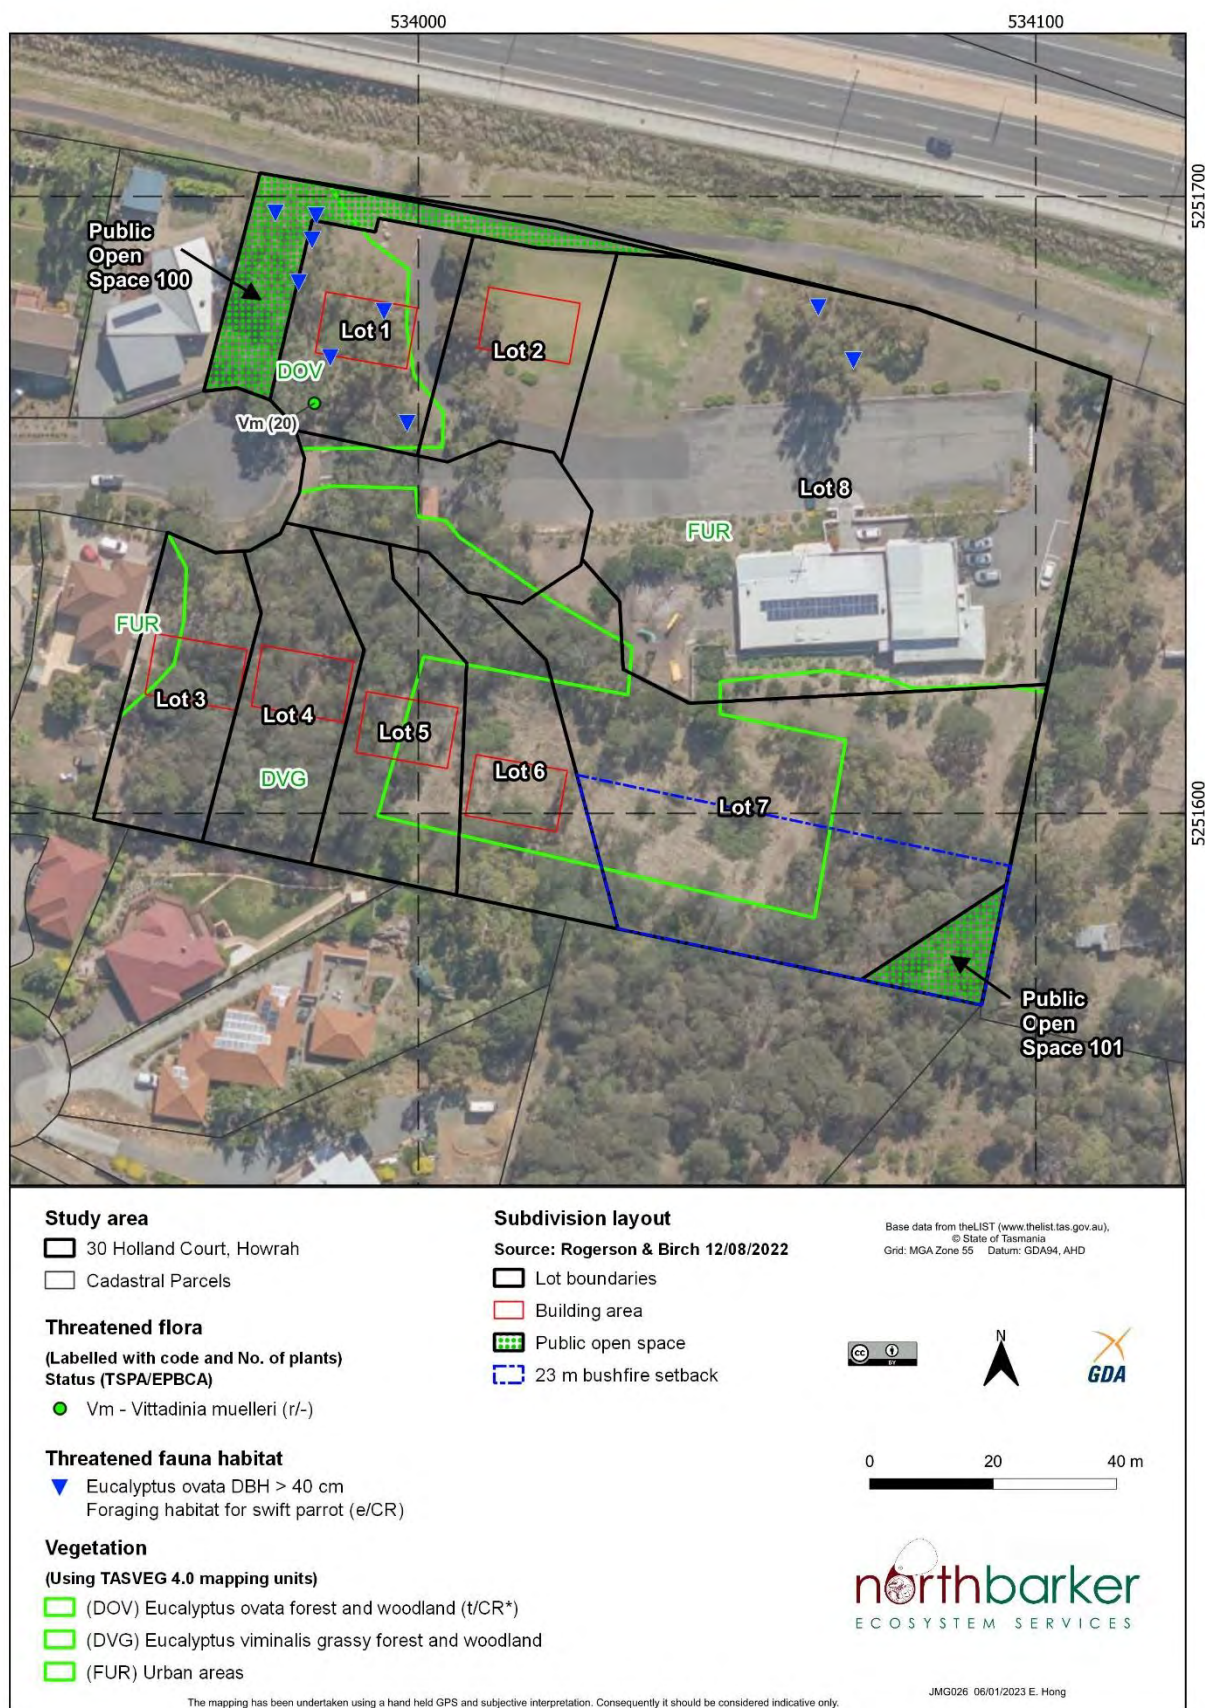 534000
534100
5251700
5251600
Public
Open
Space 100
Lot 1
Lot 2
DOV
Vm (20)
Lot 8
FUR
FUR
Lot 3
Lot 4
Lot 5
Lot 6
Lot 7
DVG
Public
Open
Space 101
Study area
30 Holland Court, Howrah
Cadastral Parcels
Threatened flora
(Labelled with code and No. of plants)
Status (TSPA/EPBCA)
Vm - Vittadinia muelleri (r/-)
Threatened fauna habitat
Eucalyptus ovata DBH > 40 cm
Foraging habitat for swift parrot (e/CR)
Vegetation
(Using TASVEG 4.0 mapping units)
(DOV) Eucalyptus ovata forest and woodland (t/CR*)
(DVG) Eucalyptus viminalis grassy forest and woodland
(FUR) Urban areas
Subdivision layout
Source: Rogerson & Birch 12/08/2022
Lot boundaries
Building area
Public open space
23 m bushfire setback
Base data from theLIST (www.thelist.tas.gov.au),
© State of Tasmania
Grid: MGA Zone 55 Datum: GDA94, AHD
cc
BY
N
GDA
0 20 40 m
northbarker
ECOSYSTEM SERVICES
JMG026 06/01/2023 E. Hong
The mapping has been undertaken using a hand held GPS and subjective interpretation. Consequently it should be considered indicative only.